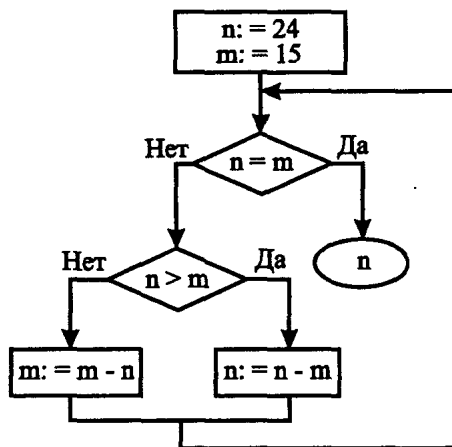 n: = 24
m: = 15
Нет
n = m
Да
n
Нет
n > m
Да
m: = m - n
n: = n - m